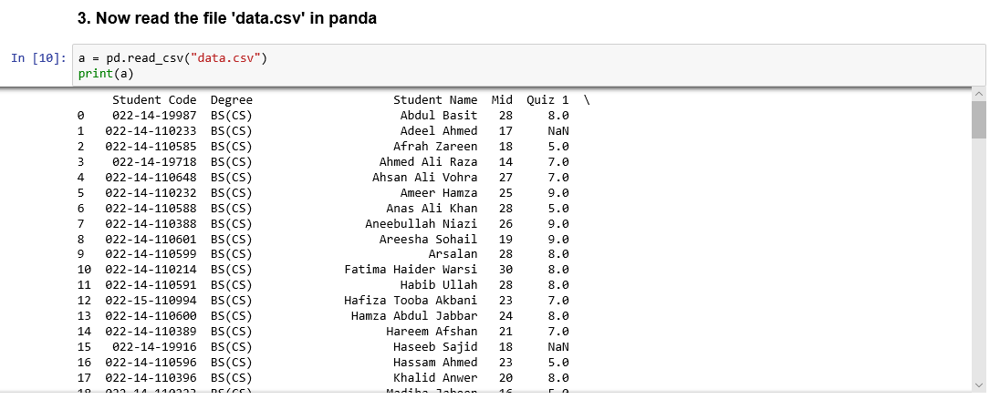 3. Now read the file 'data.csv' in panda
In [10]: a = pd.read_csv("data.csv")
print(a)
Student Code Degree Student Name Mid Quiz 1 \
0 022-14-19987 BS(CS) Abdul Basit 28 8.0
1 022-14-110233 BS(CS) Adeel Ahmed 17 NaN
2 022-14-110585 BS(CS) Afrah Zareen 18 5.0
3 022-14-19718 BS(CS) Ahmed Ali Raza 14 7.0
4 022-14-110648 BS(CS) Ahsan Ali Vohra 27 7.0
5 022-14-110232 BS(CS) Ameer Hamza 25 9.0
6 022-14-110588 BS(CS) Anas Ali Khan 28 5.0
7 022-14-110388 BS(CS) Aneebullah Niazi 26 9.0
8 022-14-110601 BS(CS) Areesha Sohail 19 9.0
9 022-14-110599 BS(CS) Arsalan 28 8.0
10 022-14-110214 BS(CS) Fatima Haider Warsi 30 8.0
11 022-14-110591 BS(CS) Habib Ullah 28 8.0
12 022-15-110994 BS(CS) Hafiza Tooba Akbani 23 7.0
13 022-14-110600 BS(CS) Hamza Abdul Jabbar 24 8.0
14 022-14-110389 BS(CS) Hareem Afshan 21 7.0
15 022-14-19916 BS(CS) Haseeb Sajid 18 NaN
16 022-14-110596 BS(CS) Hassam Ahmed 23 5.0
17 022-14-110396 BS(CS) Khalid Anwer 20 8.0